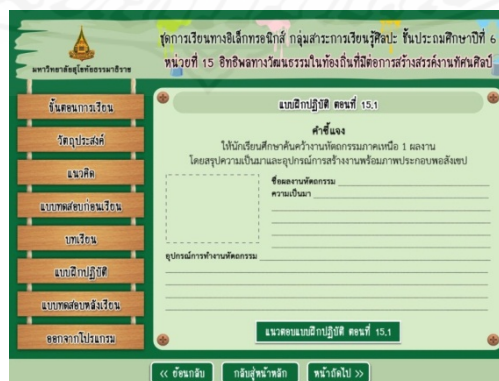 ชุดการเรียนทางอิเล็กทรอนิกส์ กลุ่มสาระการเรียนรู้ศิลปะ ชั้นประถมศึกษาปีที่ 6
หน่วยที่ 15 อิทธิพลทางวัฒนธรรมในท้องถิ่นที่มีต่อการสร้างสรรค์งานทัศนศิลป์
มหาวิทยาลัยสุโขทัยธรรมาธิราช
ขั้นตอนการเรียน
วัตถุประสงค์
แนวคิด
แบบทดสอบก่อนเรียน
บทเรียน
แบบฝึกปฏิบัติ
แบบทดสอบหลังเรียน
ออกจากโปรแกรม
แบบฝึกปฏิบัติ ตอนที่ 15.1
คำชี้แจง
ให้นักเรียนศึกษาค้นคว้างานหัตถกรรมภาคเหนือ 1 ผลงาน
โดยสรุปความเป็นมาและอุปกรณ์การสร้างงานพร้อมภาพประกอบพอสังเขป
ชื่อผลงานหัตถกรรม
ความเป็นมา
อุปกรณ์การทำงานหัตถกรรม
แนวตอบแบบฝึกปฏิบัติ ตอนที่ 15.1
<< ย้อนกลับ
กลับสู่หน้าหลัก
หน้าถัดไป >>